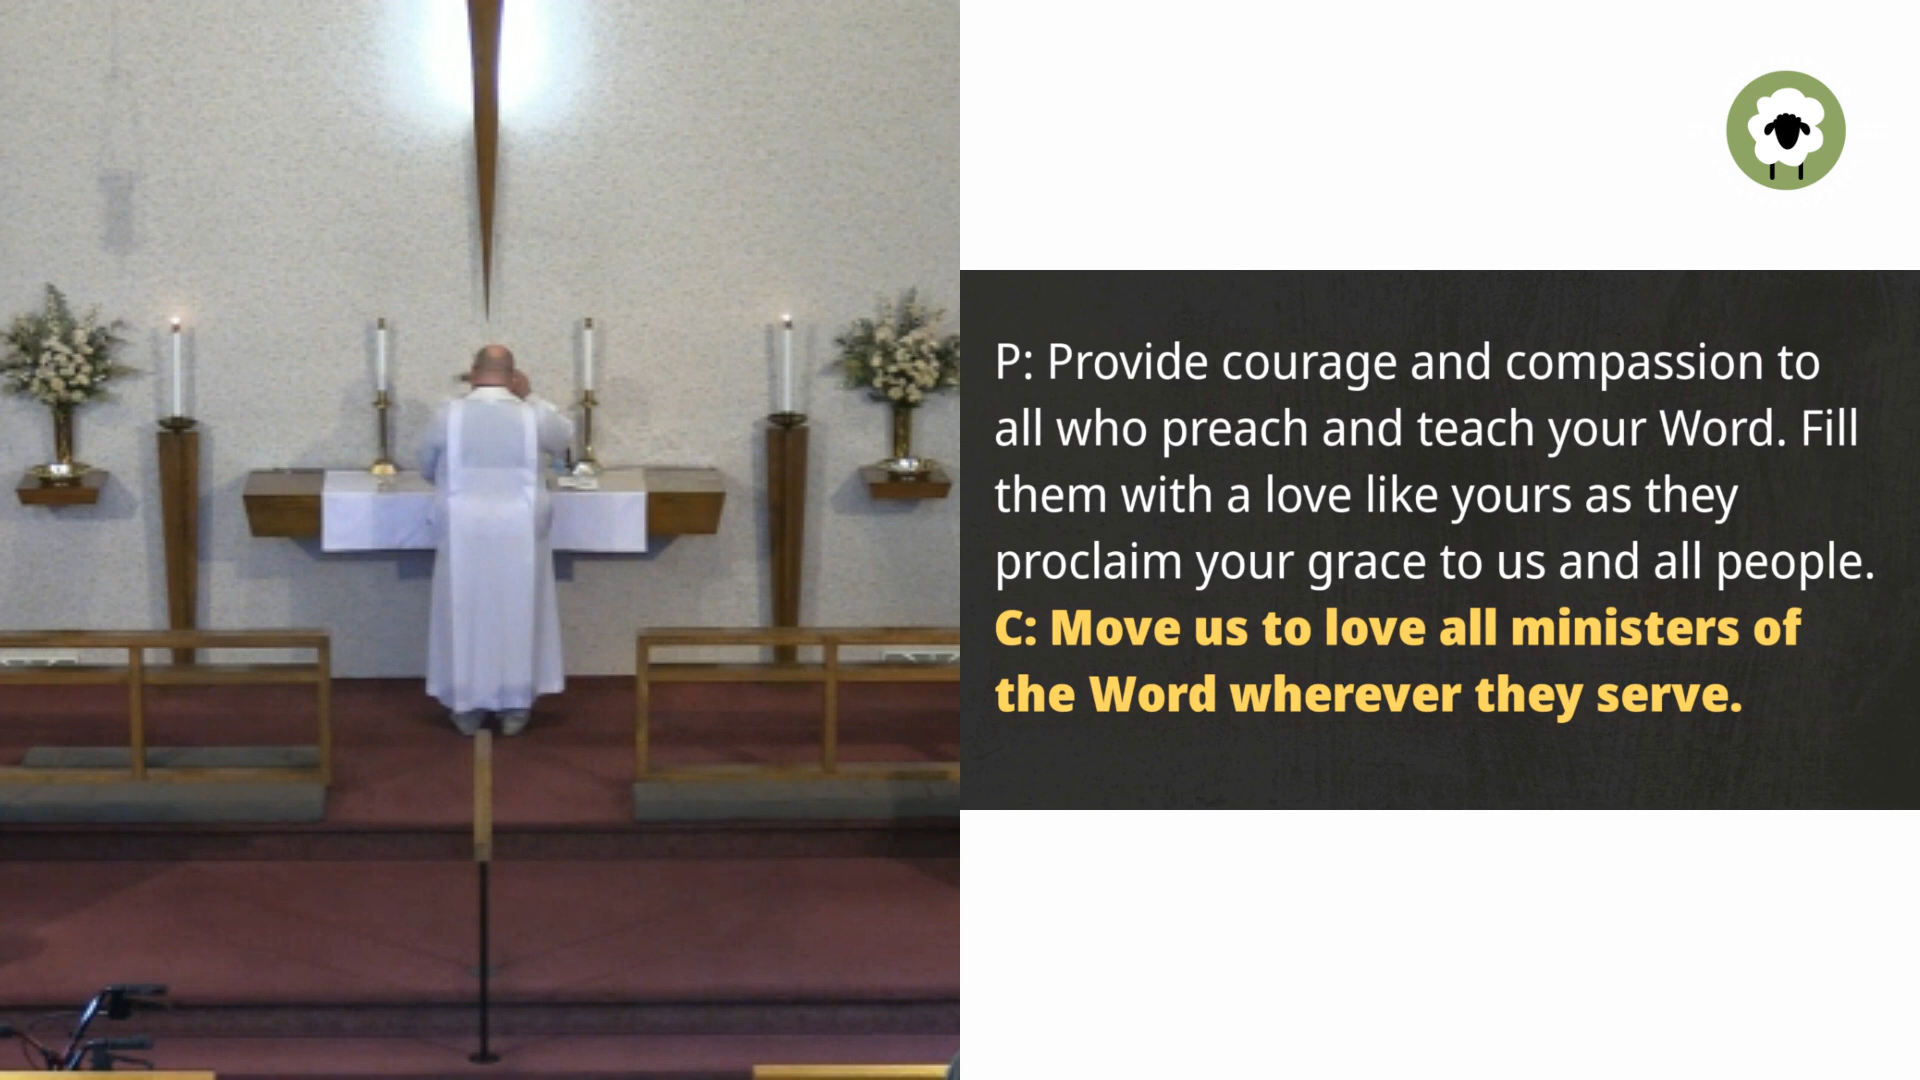 P: Provide courage and compassion to
all who preach and teach your Word. Fill
them with a love like yours as they
proclaim your grace to us and all people.
C: Move us to love all ministers of
the Word wherever they serve.